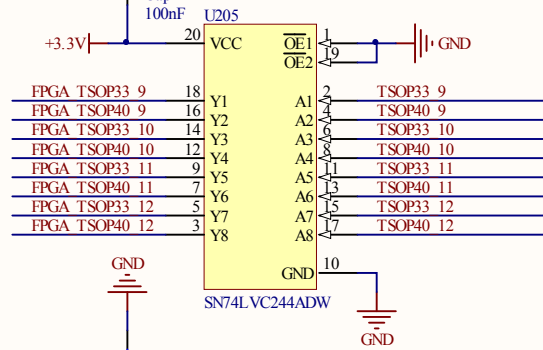 100nF
U205
+3.3V
20 VCC
OE1 1
OE2 19
GND
FPGA_TSOP33_9 18 Y1 A1 2 TSOP33_9
FPGA_TSOP40_9 16 Y2 A2 4 TSOP40_9
FPGA_TSOP33_10 14 Y3 A3 6 TSOP33_10
FPGA_TSOP40_10 12 Y4 A4 8 TSOP40_10
FPGA_TSOP33_11 9 Y5 A5 11 TSOP33_11
FPGA_TSOP40_11 7 Y6 A6 13 TSOP40_11
FPGA_TSOP33_12 5 Y7 A7 15 TSOP33_12
FPGA_TSOP40_12 3 Y8 A8 17 TSOP40_12
GND
GND 10
SN74LVC244ADW
GND